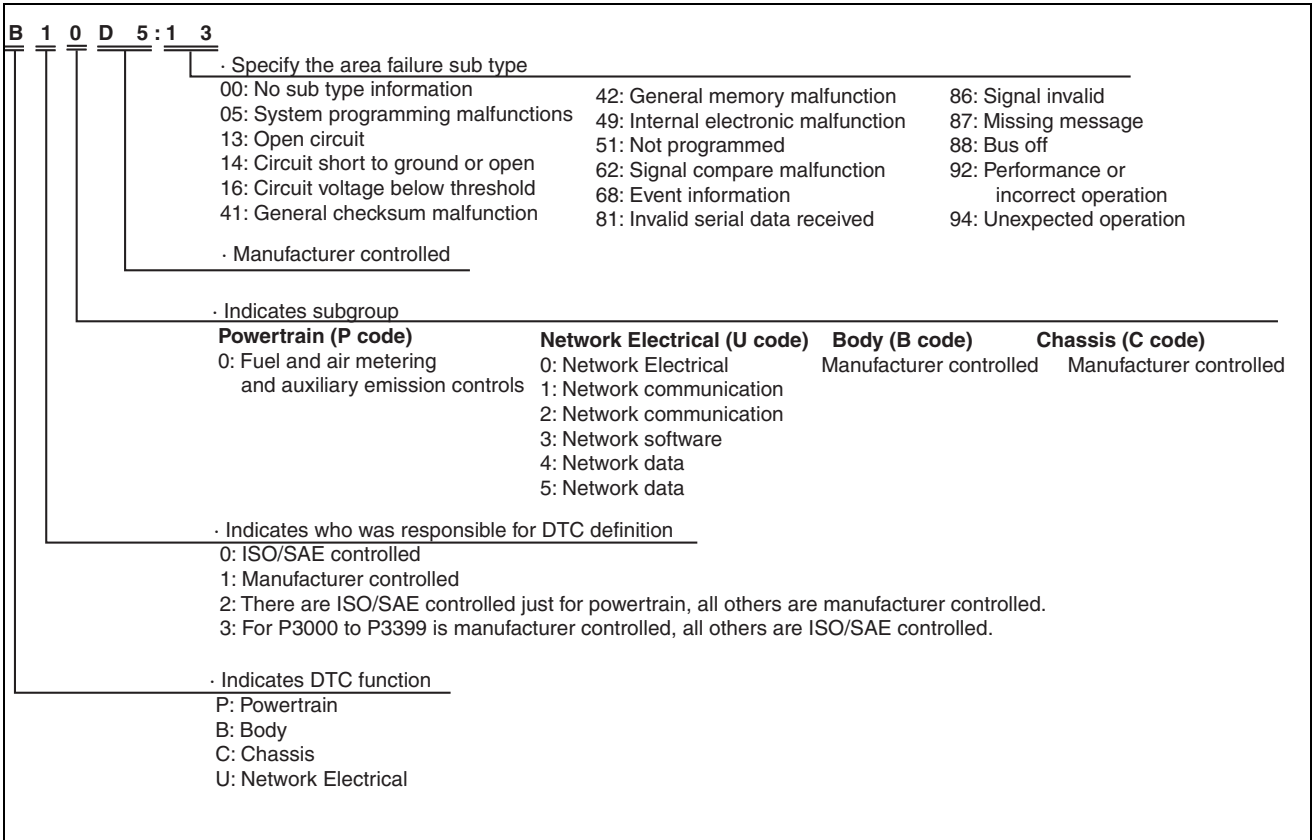 B 1 0 D 5:1 3
· Specify the area failure sub type
00: No sub type information
05: System programming malfunctions
13: Open circuit
14: Circuit short to ground or open
16: Circuit voltage below threshold
41: General checksum malfunction
42: General memory malfunction
49: Internal electronic malfunction
51: Not programmed
62: Signal compare malfunction
68: Event information
81: Invalid serial data received
86: Signal invalid
87: Missing message
88: Bus off
92: Performance or
incorrect operation
94: Unexpected operation
· Manufacturer controlled
· Indicates subgroup
Powertrain (P code)
0: Fuel and air metering
and auxiliary emission controls
Network Electrical (U code)
0: Network Electrical
1: Network communication
2: Network communication
3: Network software
4: Network data
5: Network data
Body (B code)
Manufacturer controlled
Chassis (C code)
Manufacturer controlled
· Indicates who was responsible for DTC definition
0: ISO/SAE controlled
1: Manufacturer controlled
2: There are ISO/SAE controlled just for powertrain, all others are manufacturer controlled.
3: For P3000 to P3399 is manufacturer controlled, all others are ISO/SAE controlled.
· Indicates DTC function
P: Powertrain
B: Body
C: Chassis
U: Network Electrical